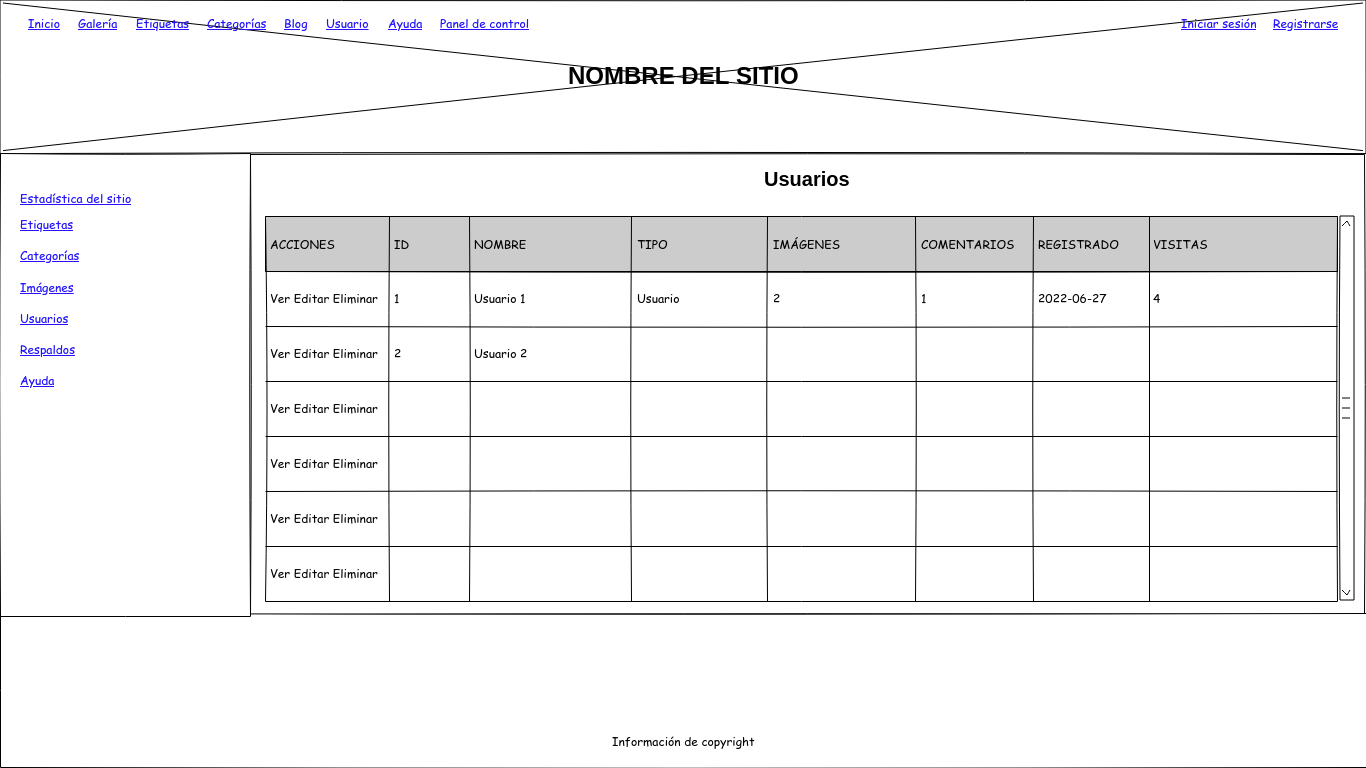 Inicio Galería Etiquetas Categorías Blog Usuario Ayuda Panel de control Iniciar sesión Registrarse
NOMBRE DEL SITIO
Estadística del sitio
Etiquetas
Categorías
Imágenes
Usuarios
Respaldos
Ayuda
Usuarios
ACCIONES ID NOMBRE TIPO IMÁGENES COMENTARIOS REGISTRADO VISITAS
Ver Editar Eliminar 1 Usuario 1 Usuario 2 1 2022-06-27 4
Ver Editar Eliminar 2 Usuario 2
Ver Editar Eliminar
Ver Editar Eliminar
Ver Editar Eliminar
Ver Editar Eliminar
Información de copyright